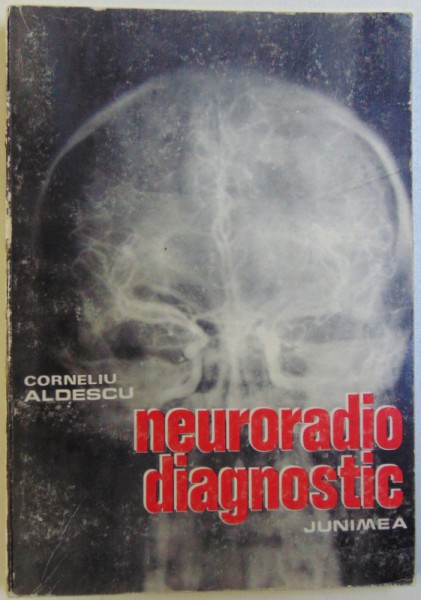 CORNELIU
ALDESCU
neuroradio
diagnostic
JUNIMEA